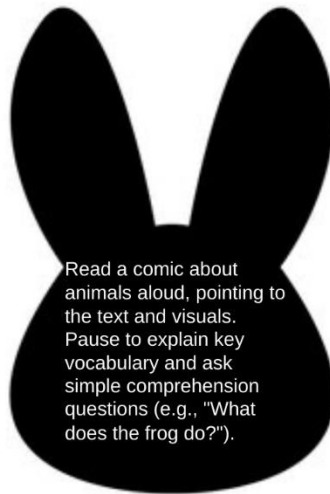 Read a comic about
animals aloud, pointing to
the text and visuals.
Pause to explain key
vocabulary and ask
simple comprehension
questions (e.g., "What
does the frog do?").